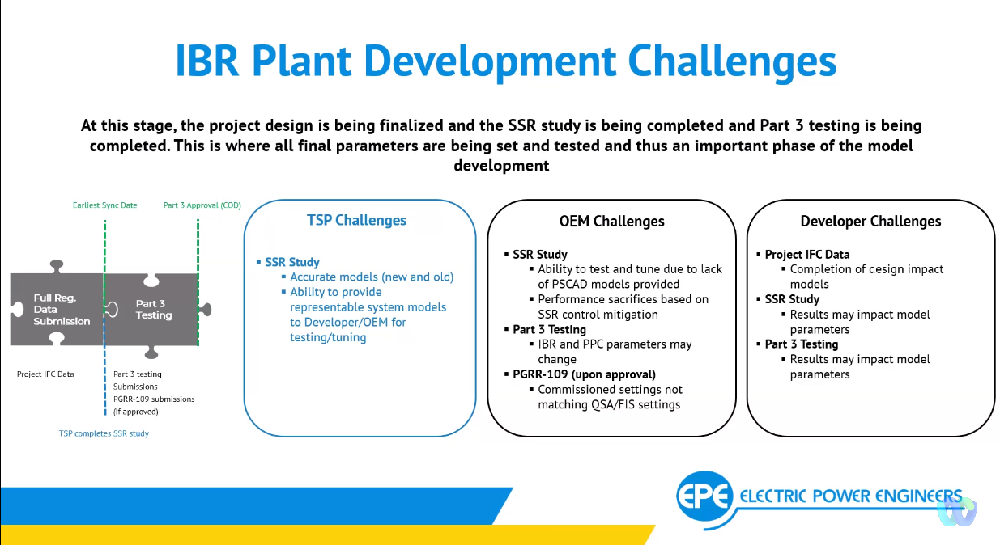 IBR Plant Development Challenges
At this stage, the project design is being finalized and the SSR study is being completed and Part 3 testing is being
completed. This is where all final parameters are being set and tested and thus an important phase of the model
development
Earliest Sync Date
Part 3 Approval (COD)
Full Reg.
Data
Submission
Part 3
Testing
Project IFC Data
Part 3 testing
Submissions
PGRR-109 submissions
(If approved)
TSP completes SSR study
TSP Challenges
▪ SSR Study
▪ Accurate models (new and old)
▪ Ability to provide
representable system models
to Developer/OEM for
testing/tuning
OEM Challenges
▪ SSR Study
▪ Ability to test and tune due to lack
of PSCAD models provided
▪ Performance sacrifices based on
SSR control mitigation
▪ Part 3 Testing
▪ IBR and PPC parameters may
change
▪ PGRR-109 (upon approval)
▪ Commissioned settings not
matching QSA/FIS settings
Developer Challenges
▪ Project IFC Data
▪ Completion of design impact
models
▪ SSR Study
▪ Results may impact model
parameters
▪ Part 3 Testing
▪ Results may impact model
parameters
EPE ELECTRIC POWER ENGINEERS